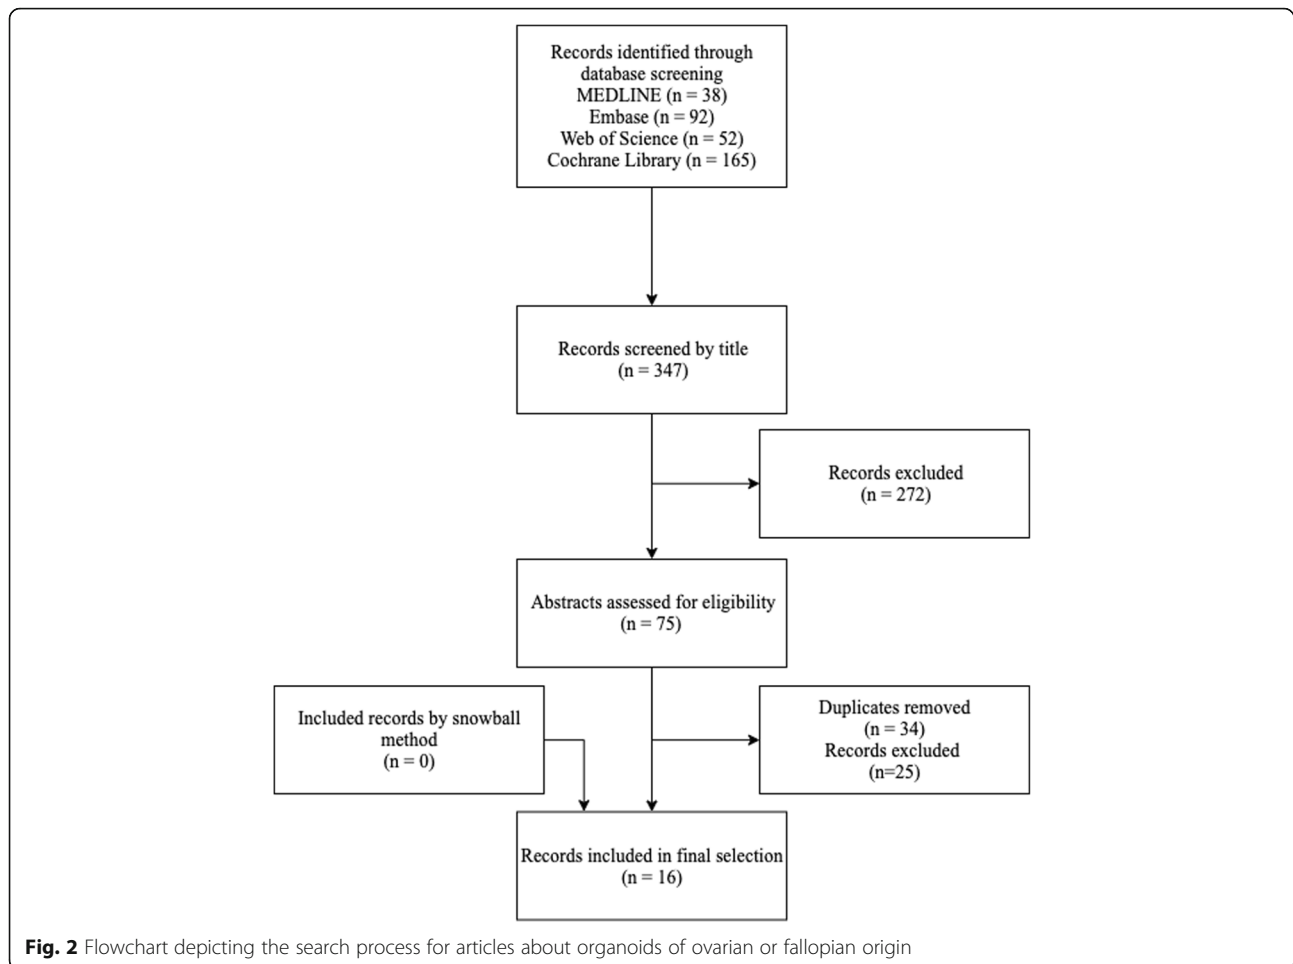 Records identified through
database screening
MEDLINE (n = 38)
Embase (n = 92)
Web of Science (n = 52)
Cochrane Library (n = 165)
Records screened by title
(n = 347)
Records excluded
(n = 272)
Abstracts assessed for eligibility
(n = 75)
Included records by snowball
method
(n = 0)
Duplicates removed
(n = 34)
Records excluded
(n=25)
Records included in final selection
(n = 16)
Fig. 2 Flowchart depicting the search process for articles about organoids of ovarian or fallopian origin